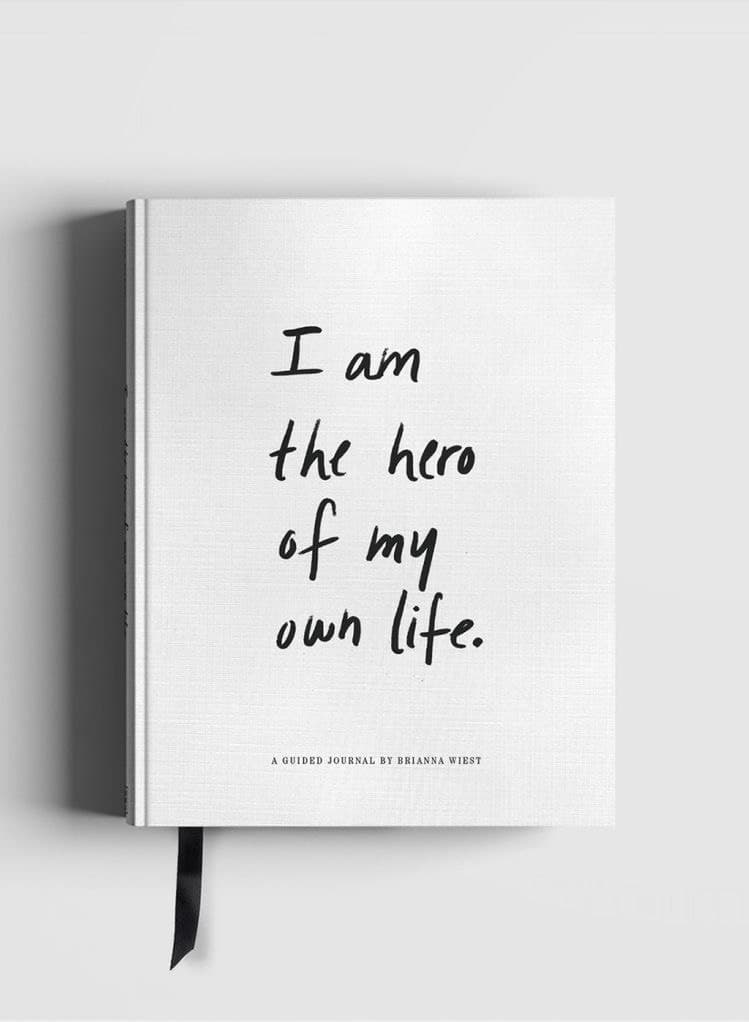 I am
the hero
of my
own life.
A GUIDED JOURNAL BY BRIANNA WIEST